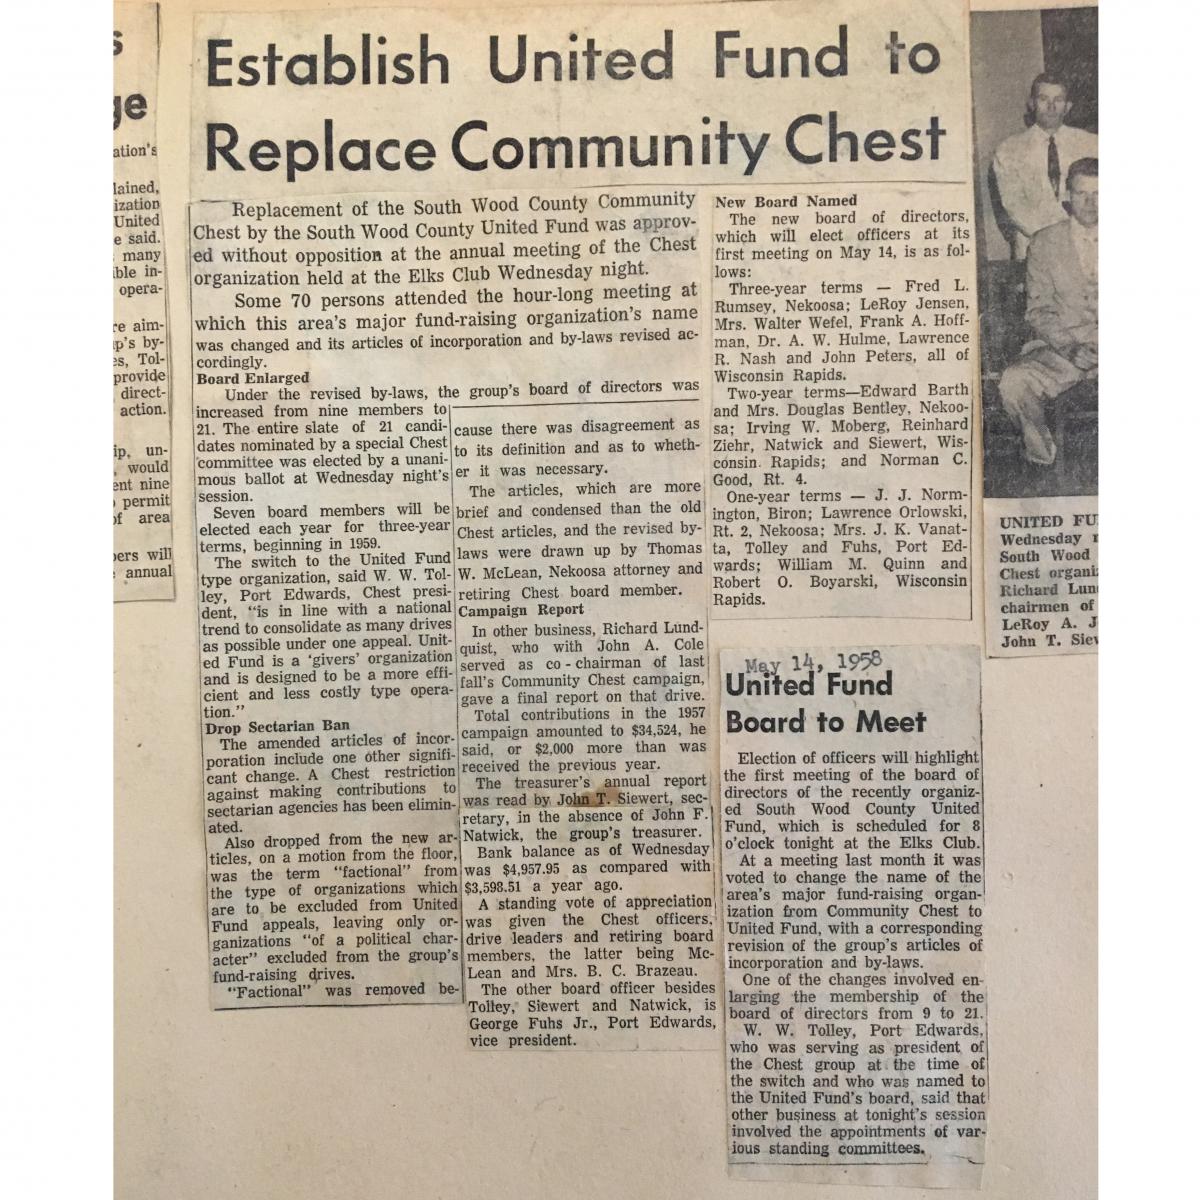 s
ge
ation's
lained,
ization
United
e said.
many
ible in-
opera-
re aim-
up's by-
es, Tol-
provide
direct-
action.
ip, un-
, would
ent nine
permit
of area
bers will
annual
Establish United Fund to
Replace Community Chest
Replacement of the South Wood County Community
Chest by the South Wood County United Fund was approv-
ed without opposition at the annual meeting of the Chest
organization held at the Elks Club Wednesday night.
Some 70 persons attended the hour-long meeting at
which this area's major fund-raising organization's name
was changed and its articles of incorporation and by-laws revised ac-
cordingly.
Board Enlarged
Under the revised by-laws, the group's board of directors was
increased from nine members to
21. The entire slate of 21 candi-
dates nominated by a special Chest
committee was elected by a unani-
mous ballot at Wednesday night's
session.
Seven board members will be
elected each year for three-year
terms, beginning in 1959.
The switch to the United Fund
type organization, said W. W. Tol-
ley, Port Edwards, Chest presi-
dent, "is in line with a national
trend to consolidate as many drives
as possible under one appeal. Unit-
ed Fund is a 'givers' organization
and is designed to be a more effi-
cient and less costly type opera-
tion."
Drop Sectarian Ban
The amended articles of incor-
poration include one other signifi-
cant change. A Chest restriction
against making contributions to
sectarian agencies has been elimin-
ated.
Also dropped from the new ar-
ticles, on a motion from the floor,
was the term "factional" from
the type of organizations which
are to be excluded from United
Fund appeals, leaving only or-
ganizations "of a political char-
acter" excluded from the group's
fund-raising drives.
"Factional" was removed be-
cause there was disagreement as
to its definition and as to wheth-
er it was necessary.
The articles, which are more
brief and condensed than the old
Chest articles, and the revised by-
laws were drawn up by Thomas
W. McLean, Nekoosa attorney and
retiring Chest board member.
Campaign Report
In other business, Richard Lund-
quist, who with John A. Cole
served as co-chairman of last
fall's Community Chest campaign,
gave a final report on that drive.
Total contributions in the 1957
campaign amounted to $34,524, he
said, or $2,000 more than was
received the previous year.
The treasurer's annual report
was read by John T. Siewert, sec-
retary, in the absence of John F.
Natwick, the group's treasurer.
Bank balance as of Wednesday
was $4,957.95 as compared with
$3,598.51 a year ago.
A standing vote of appreciation
was given the Chest officers,
drive leaders and retiring board
members, the latter being Mc-
Lean and Mrs. B. C. Brazeau.
The other board officer besides
Tolley, Siewert and Natwick, is
George Fuhs Jr., Port Edwards,
vice president.
New Board Named
The new board of directors,
which will elect officers at its
first meeting on May 14, is as fol-
lows:
Three-year terms — Fred L.
Rumsey, Nekoosa; LeRoy Jensen,
Mrs. Walter Wefel, Frank A. Hoff-
man, Dr. A. W. Hulme, Lawrence
R. Nash and John Peters, all of
Wisconsin Rapids.
Two-year terms—Edward Barth
and Mrs. Douglas Bentley, Nekoo-
sa; Irving W. Moberg, Reinhard
Ziehr, Natwick and Siewert, Wis-
consin Rapids; and Norman C.
Good, Rt. 4.
One-year terms — J. J. Norm-
ington, Biron; Lawrence Orlowski,
Rt. 2, Nekoosa; Mrs. J. K. Vanat-
ta, Tolley and Fuhs, Port Ed-
wards; William M. Quinn and
Robert O. Boyarski, Wisconsin
Rapids.
May 14, 1958
United Fund
Board to Meet
Election of officers will highlight
the first meeting of the board of
directors of the recently organiz-
ed South Wood County United
Fund, which is scheduled for 8
o'clock tonight at the Elks Club.
At a meeting last month it was
voted to change the name of the
area's major fund-raising organ-
ization from Community Chest to
United Fund, with a corresponding
revision of the group's articles of
incorporation and by-laws.
One of the changes involved en-
larging the membership of the
board of directors from 9 to 21.
W. W. Tolley, Port Edwards,
who was serving as president of
the Chest group at the time of
the switch and who was named to
the United Fund's board, said that
other business at tonight's session
involved the appointments of var-
ious standing committees.
UNITED FU
Wednesday
South Wood
Chest organi
Richard Lun
chairmen of
LeRoy A. J
John T. Siew